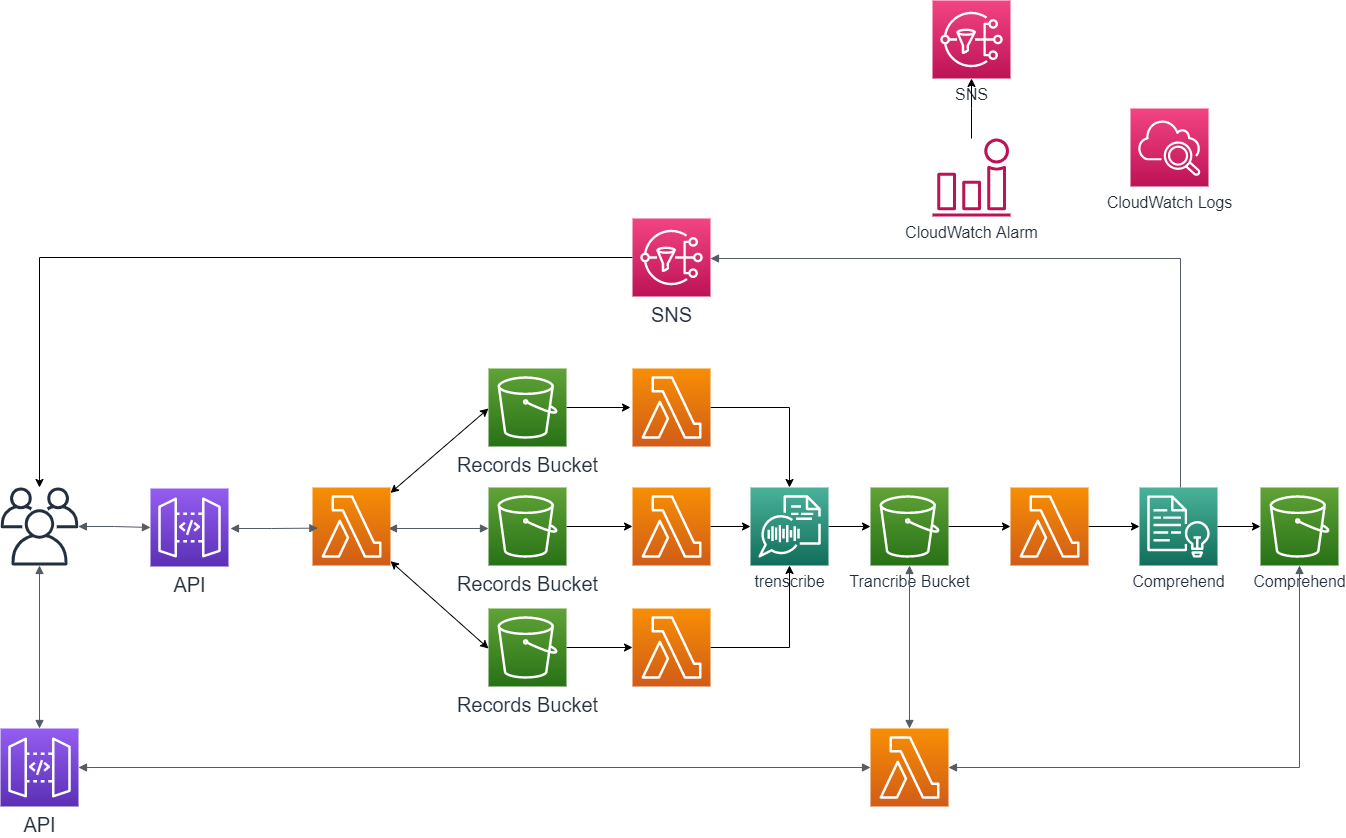 SNS
CloudWatch Logs
CloudWatch Alarm
SNS
Records Bucket
</>
</>
API
Records Bucket
trenscribe
Trancribe Bucket
Comprehend
Comprehend
Records Bucket
API